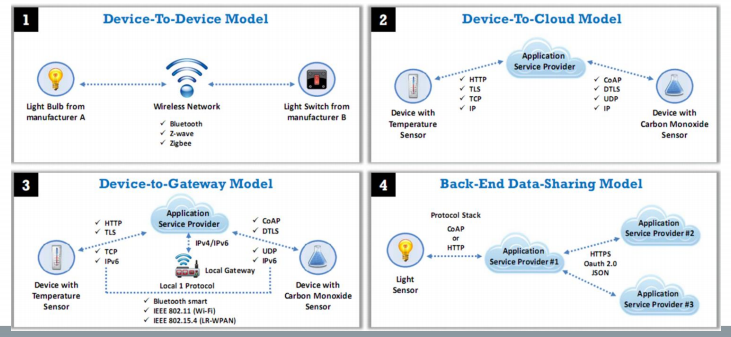 1
Device-To-Device Model
Light Bulb from
manufacturer A
Wireless Network
✓ Bluetooth
✓ Z-wave
✓ Zigbee
Light Switch from
manufacturer B
2
Device-To-Cloud Model
Application
Service Provider
✓ HTTP
✓ TLS
✓ TCP
✓ IP
✓ CoAP
✓ DTLS
✓ UDP
✓ IP
Device with
Temperature
Sensor
Device with
Carbon Monoxide
Sensor
3
Device-to-Gateway Model
Application
Service Provider
✓ HTTP
✓ TLS
✓ TCP
✓ IPv6
✓ CoAP
✓ DTLS
✓ UDP
✓ IPv6
IPv4/IPv6
Local Gateway
Local 1 Protocol
Device with
Temperature
Sensor
Device with
Carbon Monoxide
Sensor
✓ Bluetooth smart
✓ IEEE 802.11 (Wi-Fi)
✓ IEEE 802.15.4 (LR-WPAN)
4
Back-End Data-Sharing Model
Protocol Stack
CoAP
or
HTTP
Light
Sensor
Application
Service Provider #1
HTTPS
Oauth 2.0
JSON
Application
Service Provider #2
Application
Service Provider #3